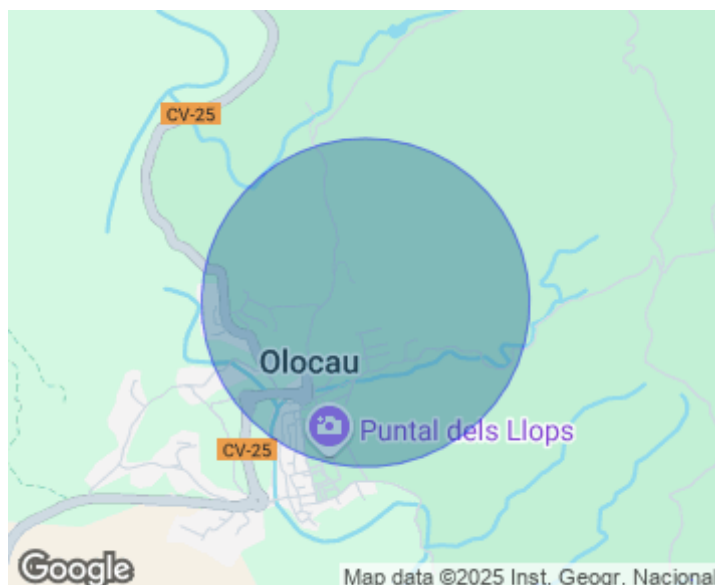 CV-25
Olocau
Puntal dels Llops
CV-25
Google
Map data ©2025 Inst. Geogr. Nacional